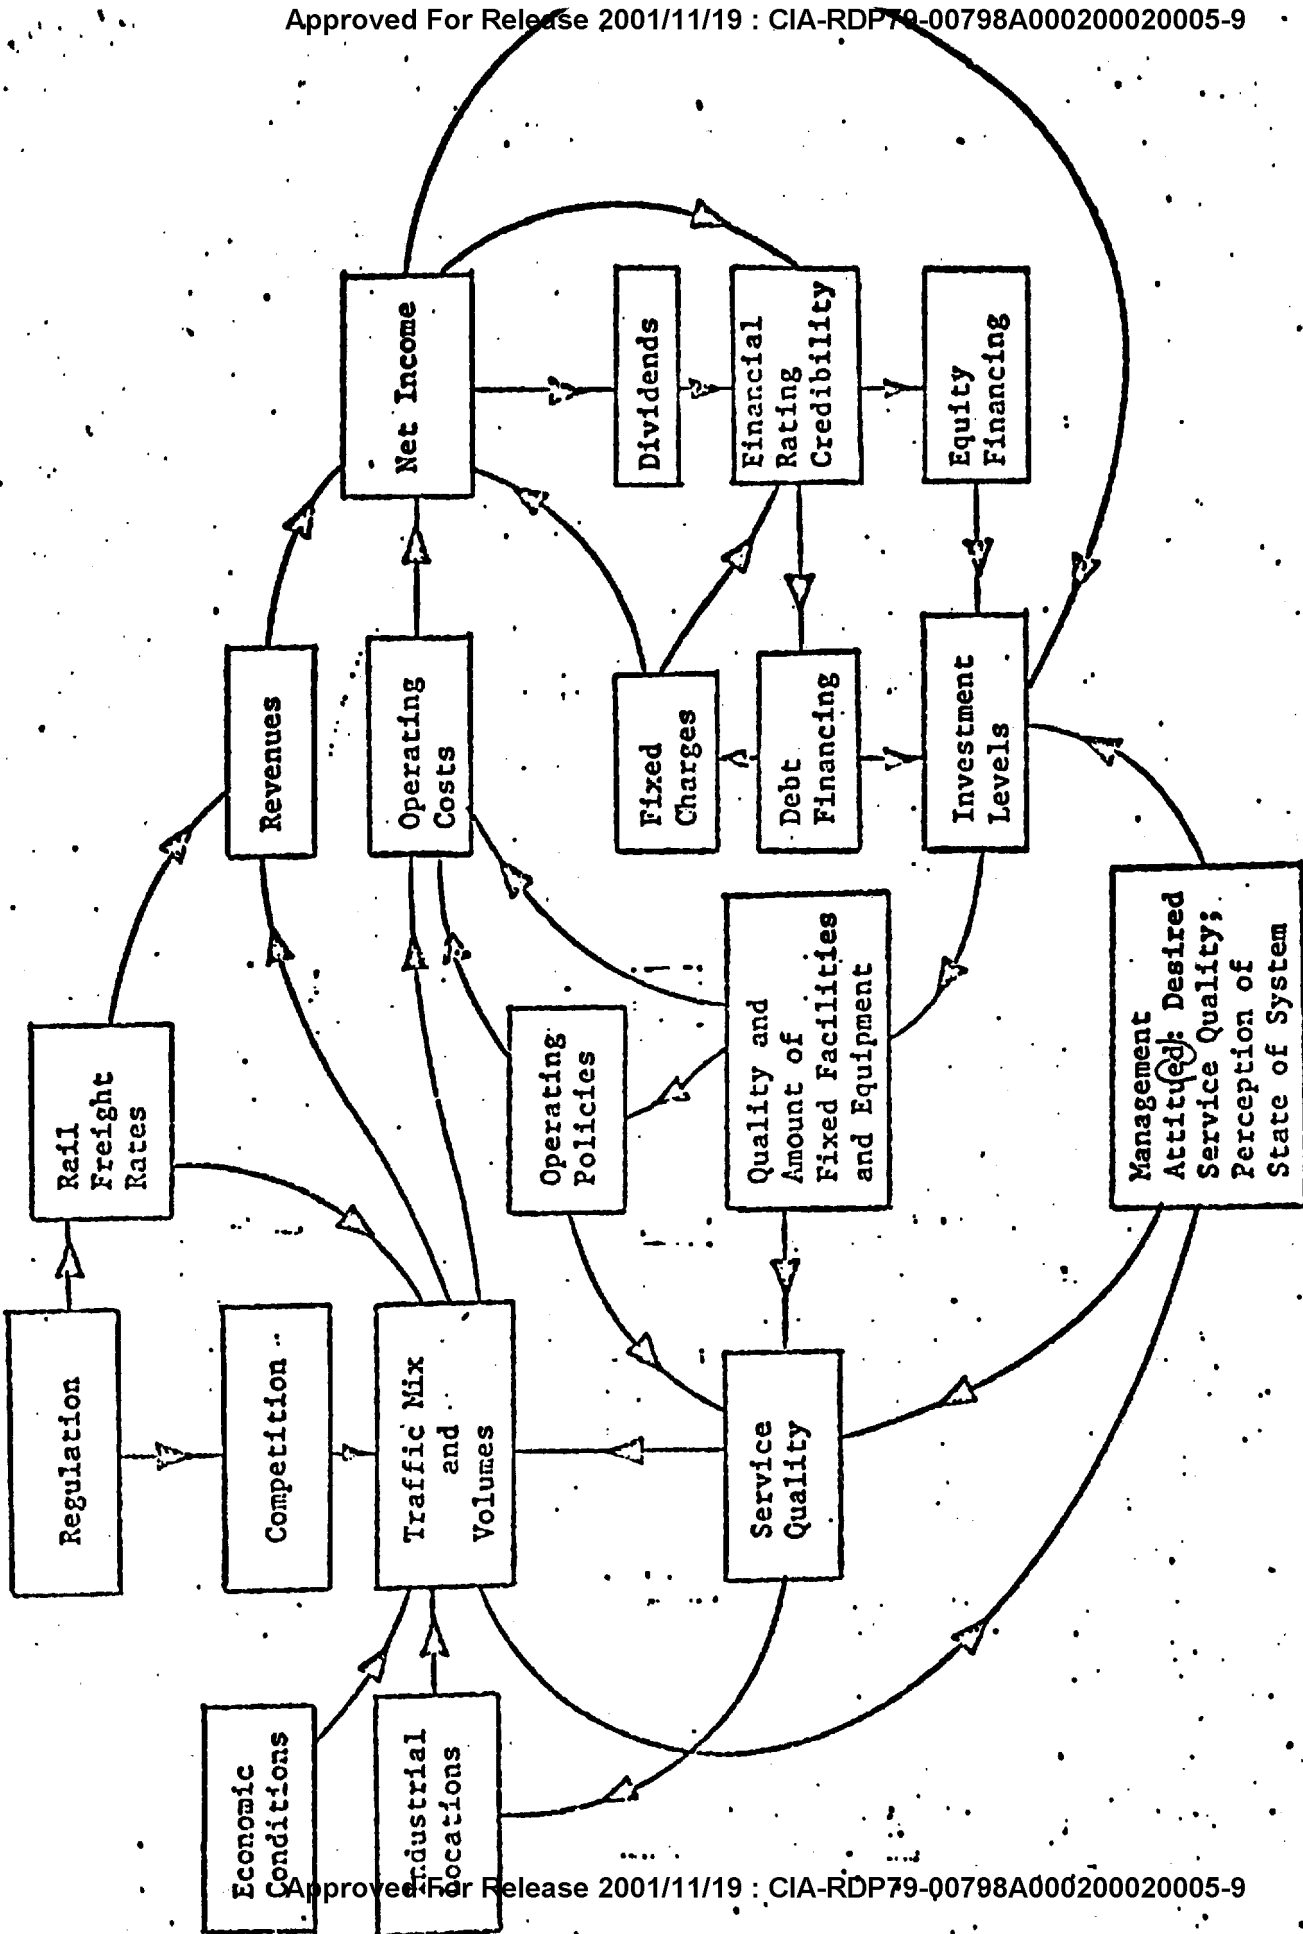 Approved For Release 2001/11/19 : CIA-RDP79-00798A000200020005-9
Economic
Conditions
Industrial
Locations
Regulation
Competition
Traffic Mix
and
Volumes
Service
Quality
Rail
Freight
Rates
Operating
Policies
Quality and
Amount of
Fixed Facilities
and Equipment
Management
Attitued: Desired
Service Quality;
Perception of
State of System
Revenues
Operating
Costs
Fixed
Charges
Debt
Financing
Investment
Levels
Net Income
Dividends
Financial
Rating
Credibility
Equity
Financing
Approved For Release 2001/11/19 : CIA-RDP79-00798A000200020005-9